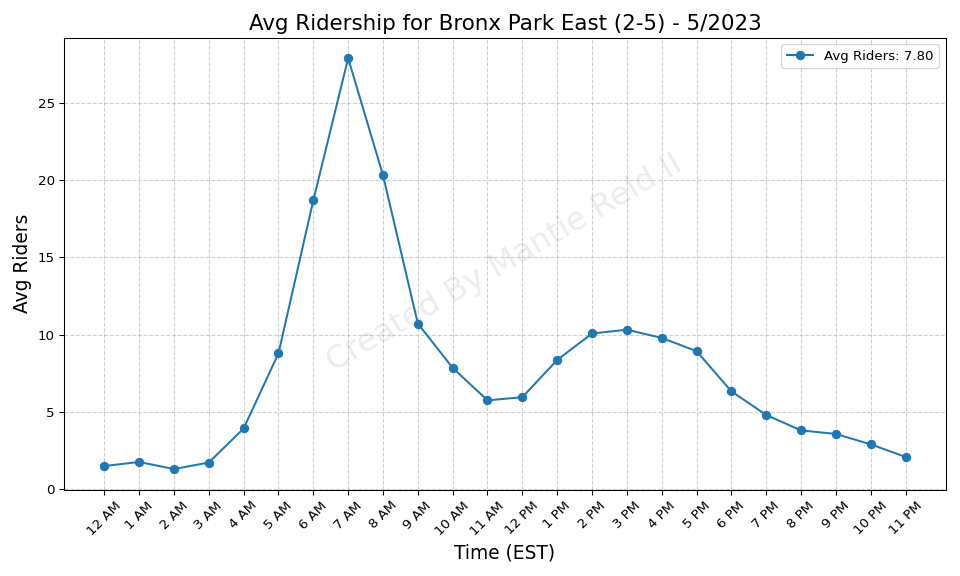 Avg Ridership for Bronx Park East (2-5) - 5/2023
Avg Riders: 7.80
Avg Riders
25
20
15
10
5
0
Created By Mantie Reid II
12 AM
1 AM
2 AM
3 AM
4 AM
5 AM
6 AM
7 AM
8 AM
9 AM
10 AM
11 AM
12 PM
1 PM
2 PM
3 PM
4 PM
5 PM
6 PM
7 PM
8 PM
9 PM
10 PM
11 PM
Time (EST)